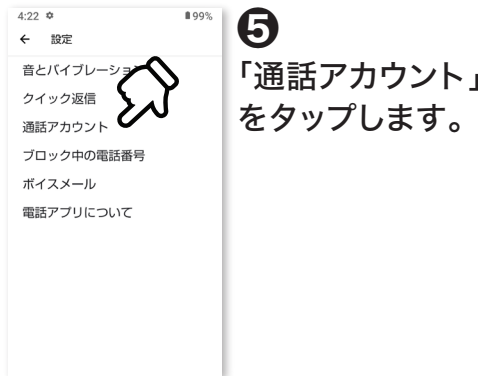 4:22 99%
設定
音とバイブレーション
クイック返信
通話アカウント
ブロック中の電話番号
ボイスメール
電話アプリについて
❺
「通話アカウント」
をタップします。